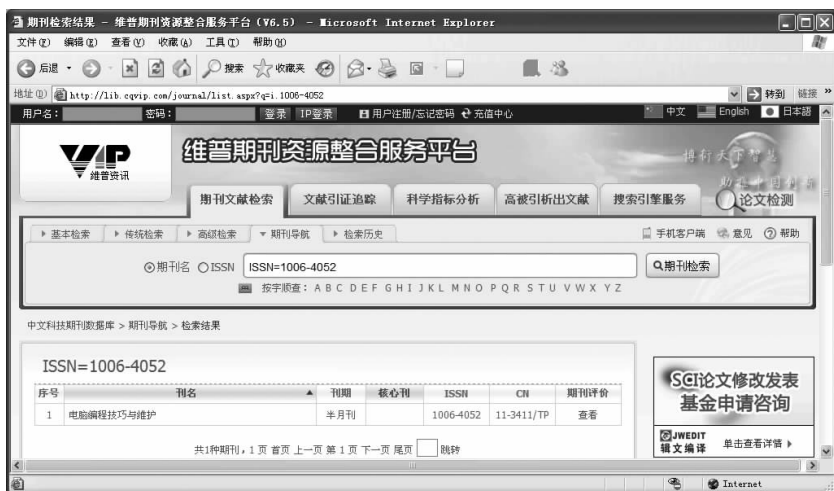 期刊检索结果 - 维普期刊资源整合服务平台 (V6.5) - Microsoft Internet Explorer
文件(F) 编辑(E) 查看(V) 收藏(A) 工具(T) 帮助(H)
后退 搜索 收藏夹
地址(D) http://lib.cqvip.com/journal/list.aspx?q=i.1006-4052 转到 链接 »
用户名: 密码: 登录 IP登录 用户注册/忘记密码 充值中心 中文 English 日本語
VIP 维普资讯
维普期刊资源整合服务平台
博析天下智慧
期刊文献检索 文献引证追踪 科学指标分析 高被引析出文献 搜索引擎服务 论文检测
基本检索 传统检索 高级检索 期刊导航 检索历史 手机客户端 意见 帮助
期刊名 ISSN ISSN=1006-4052 期刊检索
按字顺查: A B C D E F G H I J K L M N O P Q R S T U V W X Y Z
中文科技期刊数据库 > 期刊导航 > 检索结果
ISSN=1006-4052
序号 刊名 刊期 核心刊 ISSN CN 期刊评价
1 电脑编程技巧与维护 半月刊 1006-4052 11-3411/TP 查看
共1种期刊,1 页 首页 上一页 第 1 页 下一页 尾页 跳转
SCI论文修改发表
基金申请咨询
JWEDIT
辑文编译 单击查看详情
Internet